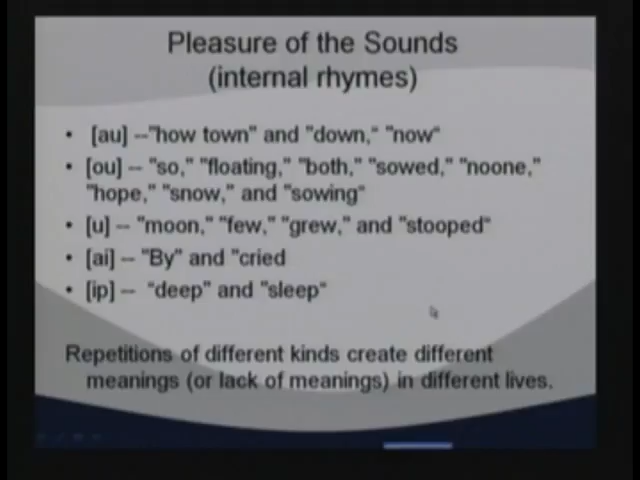 Pleasure of the Sounds
(internal rhymes)
• [au] --"how town" and "down," "now"
• [ou] – "so," "floating," "both," "sowed," "noone,"
"hope," "snow," and "sowing"
• [u] – "moon," "few," "grew," and "stooped"
• [ai] – "By" and "cried
• [ip] – "deep" and "sleep"
Repetitions of different kinds create different
meanings (or lack of meanings) in different lives.